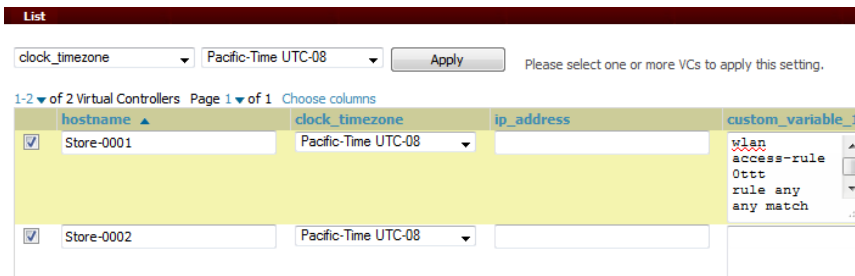 List
clock_timezone Pacific-Time UTC-08 Apply Please select one or more VCs to apply this setting.
1-2 of 2 Virtual Controllers Page 1 of 1 Choose columns
hostname clock_timezone ip_address custom_variable_1
Store-0001 Pacific-Time UTC-08 wlan
access-rule
0ttt
rule any
any match
Store-0002 Pacific-Time UTC-08